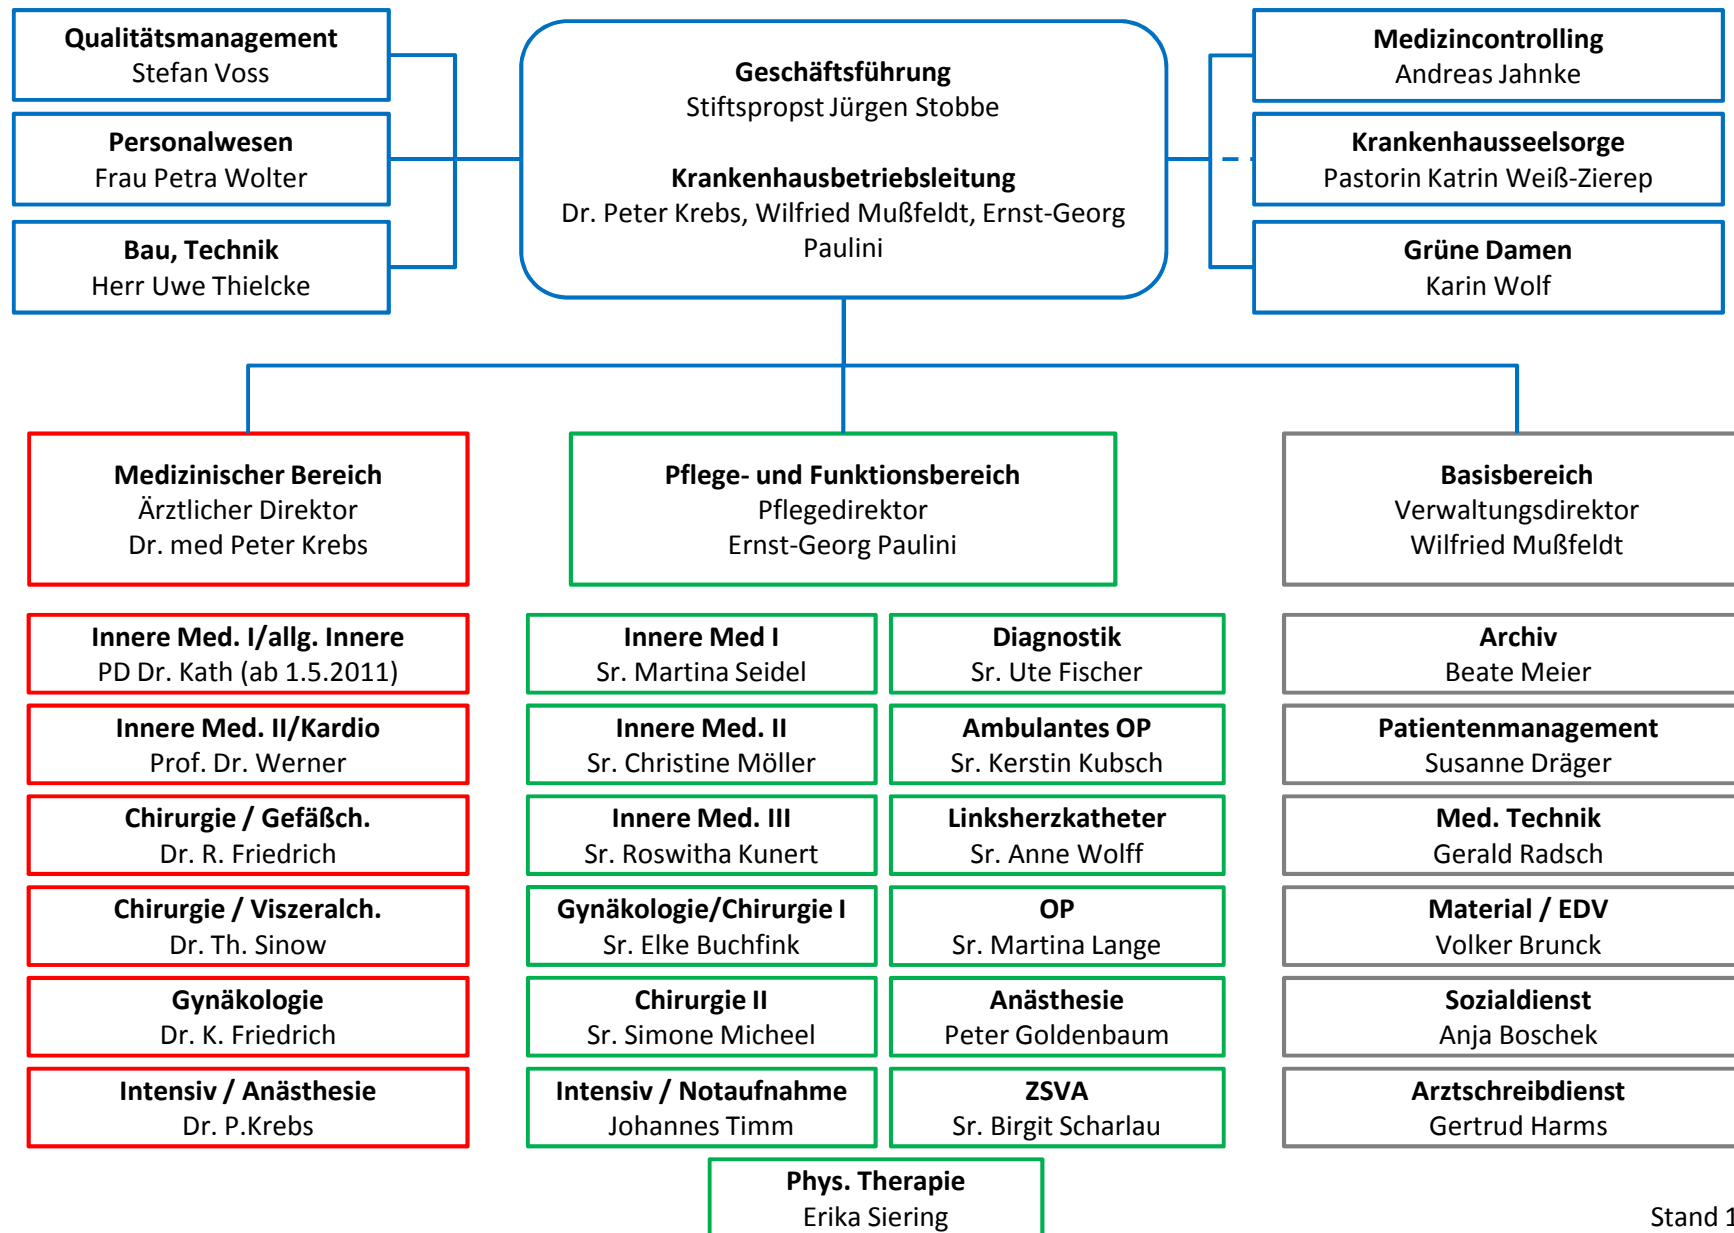 Qualitätsmanagement
Stefan Voss
Personalwesen
Frau Petra Wolter
Bau, Technik
Herr Uwe Thielcke
Geschäftsführung
Stiftspropst Jürgen Stobbe
Krankenhausbetriebsleitung
Dr. Peter Krebs, Wilfried Mußfeldt, Ernst-Georg
Paulini
Medizincontrolling
Andreas Jahnke
Krankenhausseelsorge
Pastorin Katrin Weiß-Zierep
Grüne Damen
Karin Wolf
Medizinischer Bereich
Ärztlicher Direktor
Dr. med Peter Krebs
Pflege- und Funktionsbereich
Pflegedirektor
Ernst-Georg Paulini
Basisbereich
Verwaltungsdirektor
Wilfried Mußfeldt
Innere Med. I/allg. Innere
PD Dr. Kath (ab 1.5.2011)
Innere Med. II/Kardio
Prof. Dr. Werner
Chirurgie / Gefäßch.
Dr. R. Friedrich
Chirurgie / Viszeralch.
Dr. Th. Sinow
Gynäkologie
Dr. K. Friedrich
Intensiv / Anästhesie
Dr. P.Krebs
Innere Med I
Sr. Martina Seidel
Innere Med. II
Sr. Christine Möller
Innere Med. III
Sr. Roswitha Kunert
Gynäkologie/Chirurgie I
Sr. Elke Buchfink
Chirurgie II
Sr. Simone Micheel
Intensiv / Notaufnahme
Johannes Timm
Diagnostik
Sr. Ute Fischer
Ambulantes OP
Sr. Kerstin Kubsch
Linksherzkatheter
Sr. Anne Wolff
OP
Sr. Martina Lange
Anästhesie
Peter Goldenbaum
ZSVA
Sr. Birgit Scharlau
Phys. Therapie
Erika Siering
Archiv
Beate Meier
Patientenmanagement
Susanne Dräger
Med. Technik
Gerald Radsch
Material / EDV
Volker Brunck
Sozialdienst
Anja Boschek
Arztschreibdienst
Gertrud Harms
Stand 1